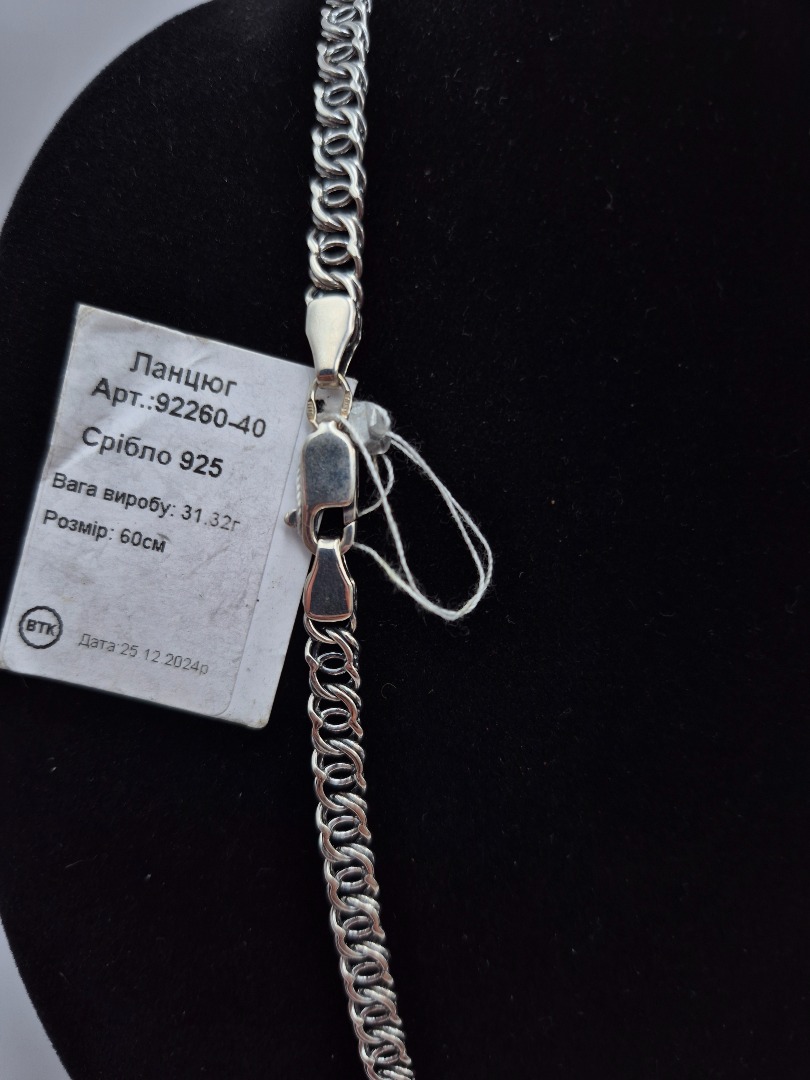 Ланцюг
Арт.:92260-40
Срібло 925
Вага виробу: 31.32г
Розмір: 60см
ВТК
Дата:25.12.2024р